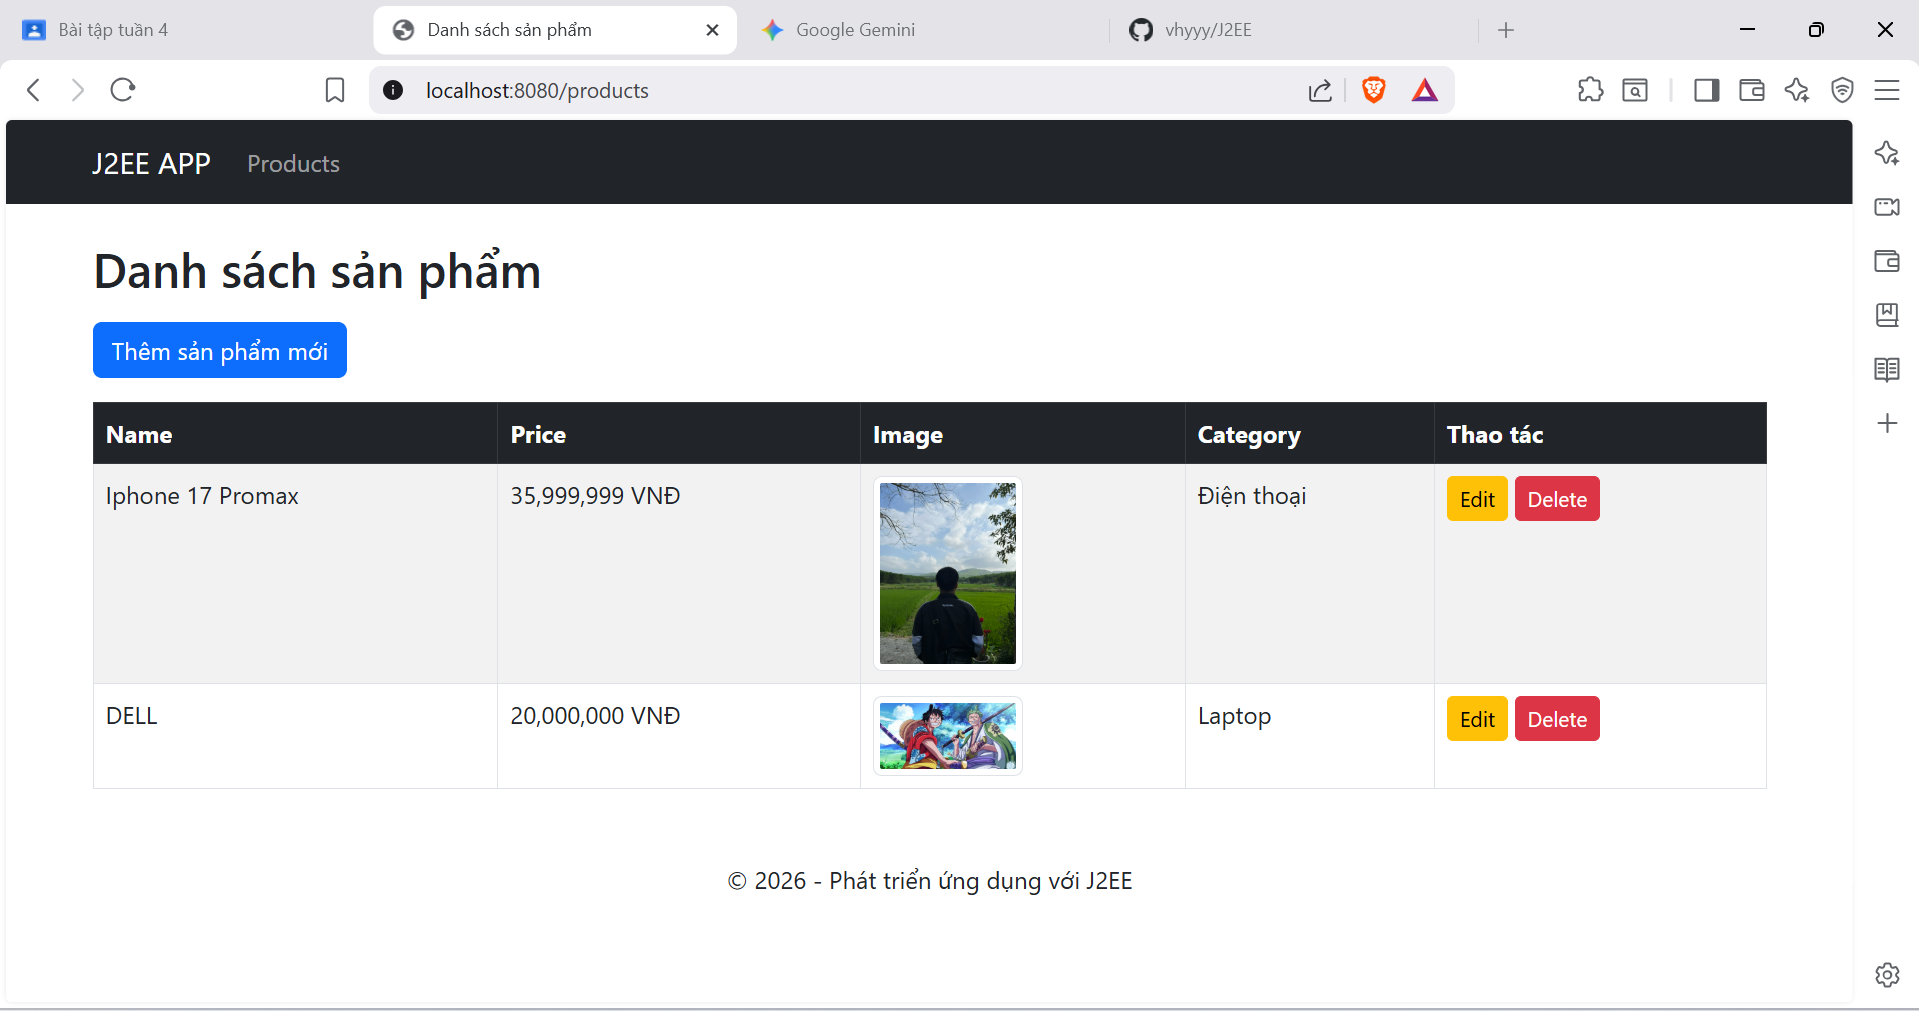 Bài tập tuần 4
Danh sách sản phẩm
Google Gemini
vhyyy/J2EE
localhost:8080/products
J2EE APP
Products
Danh sách sản phẩm
Thêm sản phẩm mới
Name Price Image Category Thao tác
Iphone 17 Promax 35,999,999 VNĐ Điện thoại Edit Delete
DELL 20,000,000 VNĐ Laptop Edit Delete
© 2026 - Phát triển ứng dụng với J2EE